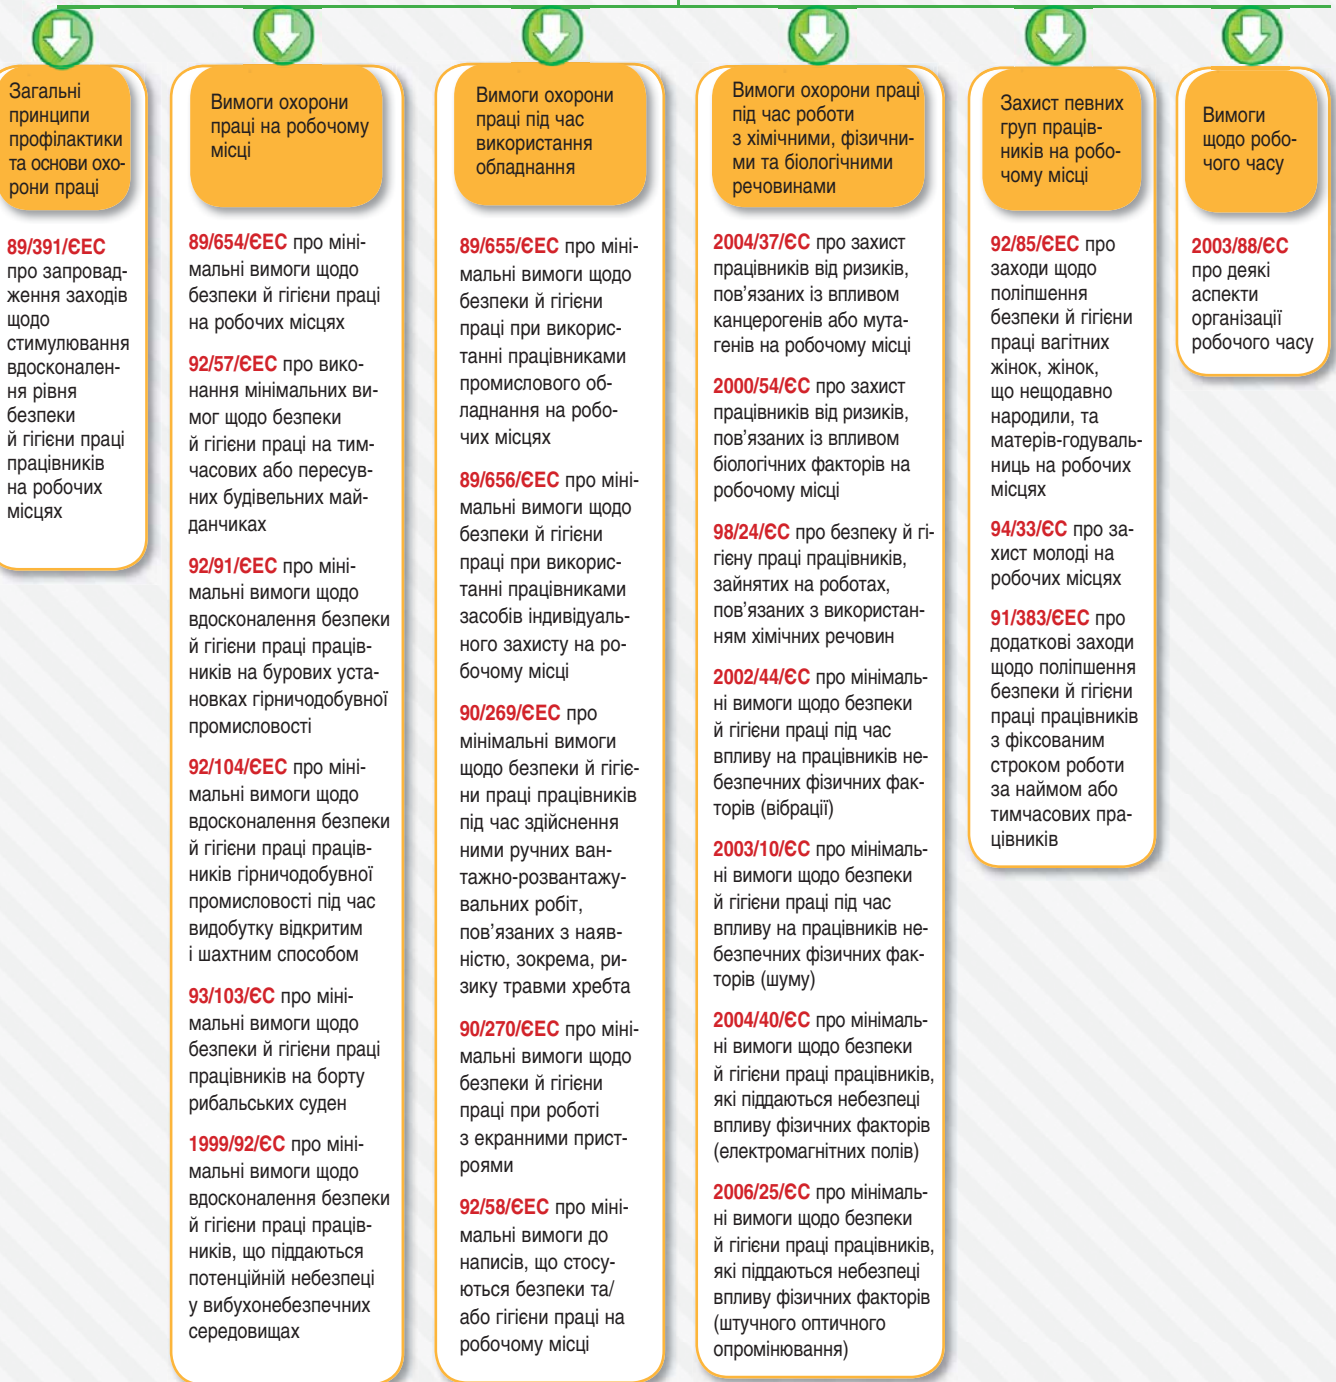 Загальні
принципи
профілактики
та основи охо-
рони праці
89/391/ЄЕС
про запровад-
ження заходів
щодо
стимулювання
вдосконален-
ня рівня
безпеки
й гігієни праці
працівників
на робочих
місцях
Вимоги охорони
праці на робочому
місці
89/654/ЄЕС про міні-
мальні вимоги щодо
безпеки й гігієни праці
на робочих місцях
92/57/ЄЕС про вико-
нання мінімальних ви-
мог щодо безпеки
й гігієни праці на тим-
часових або пересув-
них будівельних май-
данчиках
92/91/ЄЕС про міні-
мальні вимоги щодо
вдосконалення безпеки
й гігієни праці праців-
ників на бурових уста-
новках гірничодобувної
промисловості
92/104/ЄЕС про міні-
мальні вимоги щодо
вдосконалення безпеки
й гігієни праці праців-
ників гірничодобувної
промисловості під час
видобутку відкритим
і шахтним способом
93/103/ЄС про міні-
мальні вимоги щодо
безпеки й гігієни праці
працівників на борту
рибальських суден
1999/92/ЄС про міні-
мальні вимоги щодо
вдосконалення безпеки
й гігієни праці праців-
ників, що піддаються
потенційній небезпеці
у вибухонебезпечних
середовищах
Вимоги охорони
праці під час
використання
обладнання
89/655/ЄЕС про міні-
мальні вимоги щодо
безпеки й гігієни
праці при викорис-
танні працівниками
промислового об-
ладнання на робо-
чих місцях
89/656/ЄЕС про міні-
мальні вимоги щодо
безпеки й гігієни
праці при викорис-
танні працівниками
засобів індивідуаль-
ного захисту на ро-
бочому місці
90/269/ЄЕС про
мінімальні вимоги
щодо безпеки й гігіє-
ни праці працівників
під час здійснення
ними ручних ван-
тажно-розвантажу-
вальних робіт,
пов’язаних з наяв-
ністю, зокрема, ри-
зику травми хребта
90/270/ЄЕС про міні-
мальні вимоги щодо
безпеки й гігієни
праці при роботі
з екранними прист-
роями
92/58/ЄЕС про міні-
мальні вимоги до
написів, що стосу-
ються безпеки та/
або гігієни праці на
робочому місці
Вимоги охорони праці
під час роботи
з хімічними, фізични-
ми та біологічними
речовинами
2004/37/ЄС про захист
працівників від ризиків,
пов’язаних із впливом
канцерогенів або мута-
генів на робочому місці
2000/54/ЄС про захист
працівників від ризиків,
пов’язаних із впливом
біологічних факторів на
робочому місці
98/24/ЄС про безпеку й гі-
гієну праці працівників,
зайнятих на роботах,
пов’язаних з використан-
ням хімічних речовин
2002/44/ЄС про мінімаль-
ні вимоги щодо безпеки
й гігієни праці під час
впливу на працівників не-
безпечних фізичних фак-
торів (вібрації)
2003/10/ЄС про мінімаль-
ні вимоги щодо безпеки
й гігієни праці під час
впливу на працівників не-
безпечних фізичних фак-
торів (шуму)
2004/40/ЄС про мінімаль-
ні вимоги щодо безпеки
й гігієни праці працівників,
які піддаються небезпеці
впливу фізичних факторів
(електромагнітних полів)
2006/25/ЄС про мінімаль-
ні вимоги щодо безпеки
й гігієни праці працівників,
які піддаються небезпеці
впливу фізичних факторів
(штучного оптичного
опромінювання)
Захист певних
груп праців-
ників на робо-
чому місці
92/85/ЄЕС про
заходи щодо
поліпшення
безпеки й гігієни
праці вагітних
жінок, жінок,
що нещодавно
народили, та
матерів-годуваль-
ниць на робочих
місцях
94/33/ЄС про за-
хист молоді на
робочих місцях
91/383/ЄЕС про
додаткові заходи
щодо поліпшення
безпеки й гігієни
праці працівників
з фіксованим
строком роботи
за наймом або
тимчасових пра-
цівників
Вимоги
щодо робо-
чого часу
2003/88/ЄС
про деякі
аспекти
організації
робочого часу